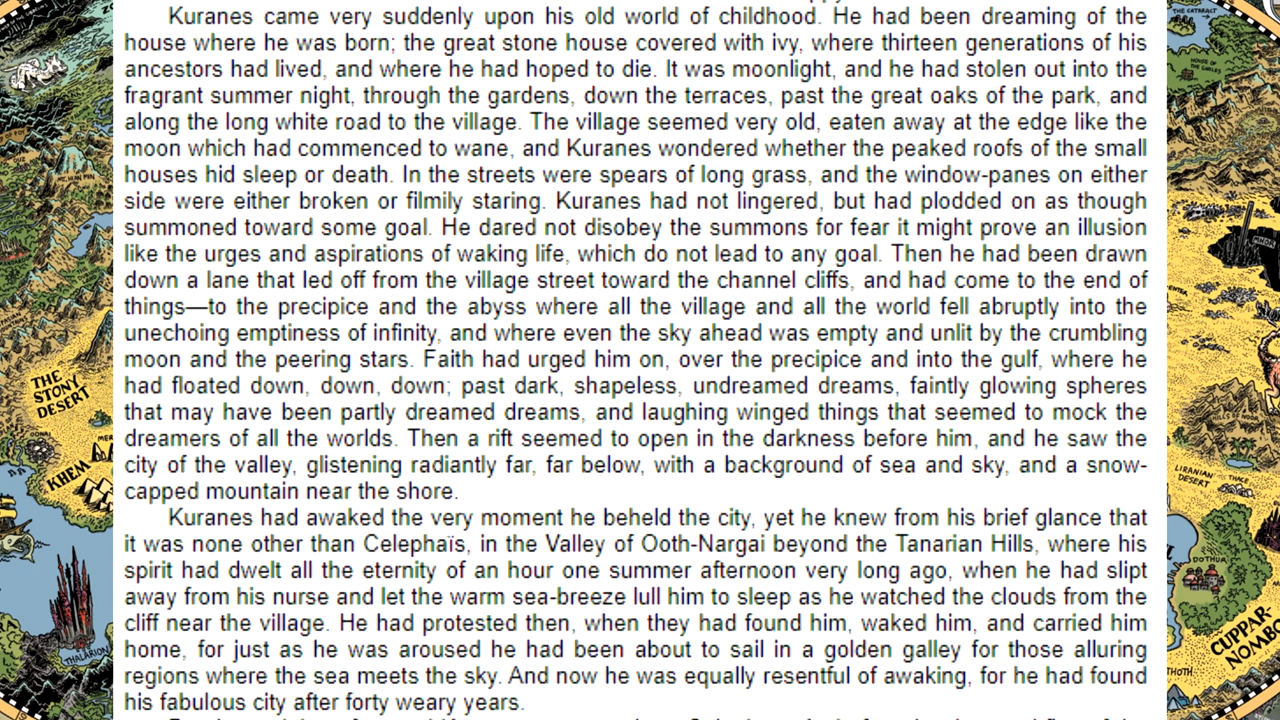 Kuranes came very suddenly upon his old world of childhood. He had been dreaming of the
house where he was born; the great stone house covered with ivy, where thirteen generations of his
ancestors had lived, and where he had hoped to die. It was moonlight, and he had stolen out into the
fragrant summer night, through the gardens, down the terraces, past the great oaks of the park, and
along the long white road to the village. The village seemed very old, eaten away at the edge like the
moon which had commenced to wane, and Kuranes wondered whether the peaked roofs of the small
houses hid sleep or death. In the streets were spears of long grass, and the window-panes on either
side were either broken or filmily staring. Kuranes had not lingered, but had plodded on as though
summoned toward some goal. He dared not disobey the summons for fear it might prove an illusion
like the urges and aspirations of waking life, which do not lead to any goal. Then he had been drawn
down a lane that led off from the village street toward the channel cliffs, and had come to the end of
things—to the precipice and the abyss where all the village and all the world fell abruptly into the
unechoing emptiness of infinity, and where even the sky ahead was empty and unlit by the crumbling
moon and the peering stars. Faith had urged him on, over the precipice and into the gulf, where he
had floated down, down, down; past dark, shapeless, undreamed dreams, faintly glowing spheres
that may have been partly dreamed dreams, and laughing winged things that seemed to mock the
dreamers of all the worlds. Then a rift seemed to open in the darkness before him, and he saw the
city of the valley, glistening radiantly far, far below, with a background of sea and sky, and a snow-
capped mountain near the shore.
Kuranes had awaked the very moment he beheld the city, yet he knew from his brief glance that
it was none other than Celephaïs, in the Valley of Ooth-Nargai beyond the Tanarian Hills, where his
spirit had dwelt all the eternity of an hour one summer afternoon very long ago, when he had slipt
away from his nurse and let the warm sea-breeze lull him to sleep as he watched the clouds from the
cliff near the village. He had protested then, when they had found him, waked him, and carried him
home, for just as he was aroused he had been about to sail in a golden galley for those alluring
regions where the sea meets the sky. And now he was equally resentful of awaking, for he had found
his fabulous city after forty weary years.
THE
STONY
DESERT
KHEM
THALARION
THE CATARACT
HOUSE
OF THE
GABLES
LIRANIAN
DESERT
DOTHUR
CUPPAR-
NOMBO